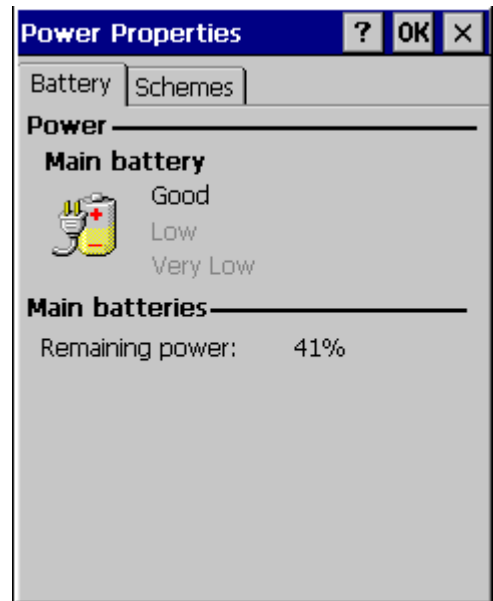 Power Properties ? OK ×
Battery Schemes
Power
Main battery
Good
Low
Very Low
Main batteries
Remaining power: 41%